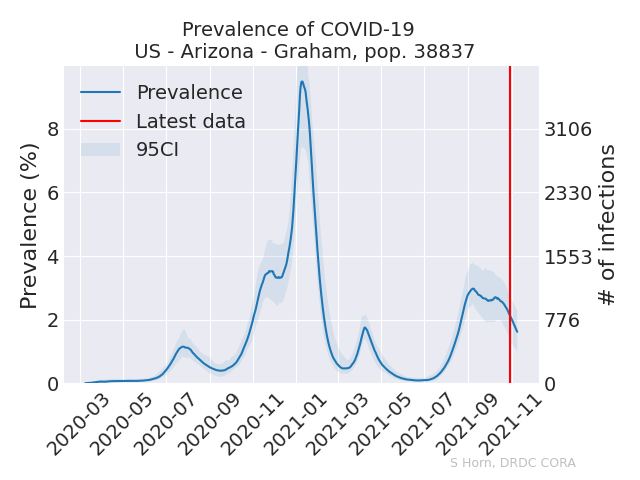 Prevalence of COVID-19
US - Arizona - Graham, pop. 38837
Prevalence
Latest data
95CI
Prevalence (%)
8
6
4
2
0
# of infections
3106
2330
1553
776
0
2020-03
2020-05
2020-07
2020-09
2020-11
2021-01
2021-03
2021-05
2021-07
2021-09
2021-11
S Horn, DRDC CORA